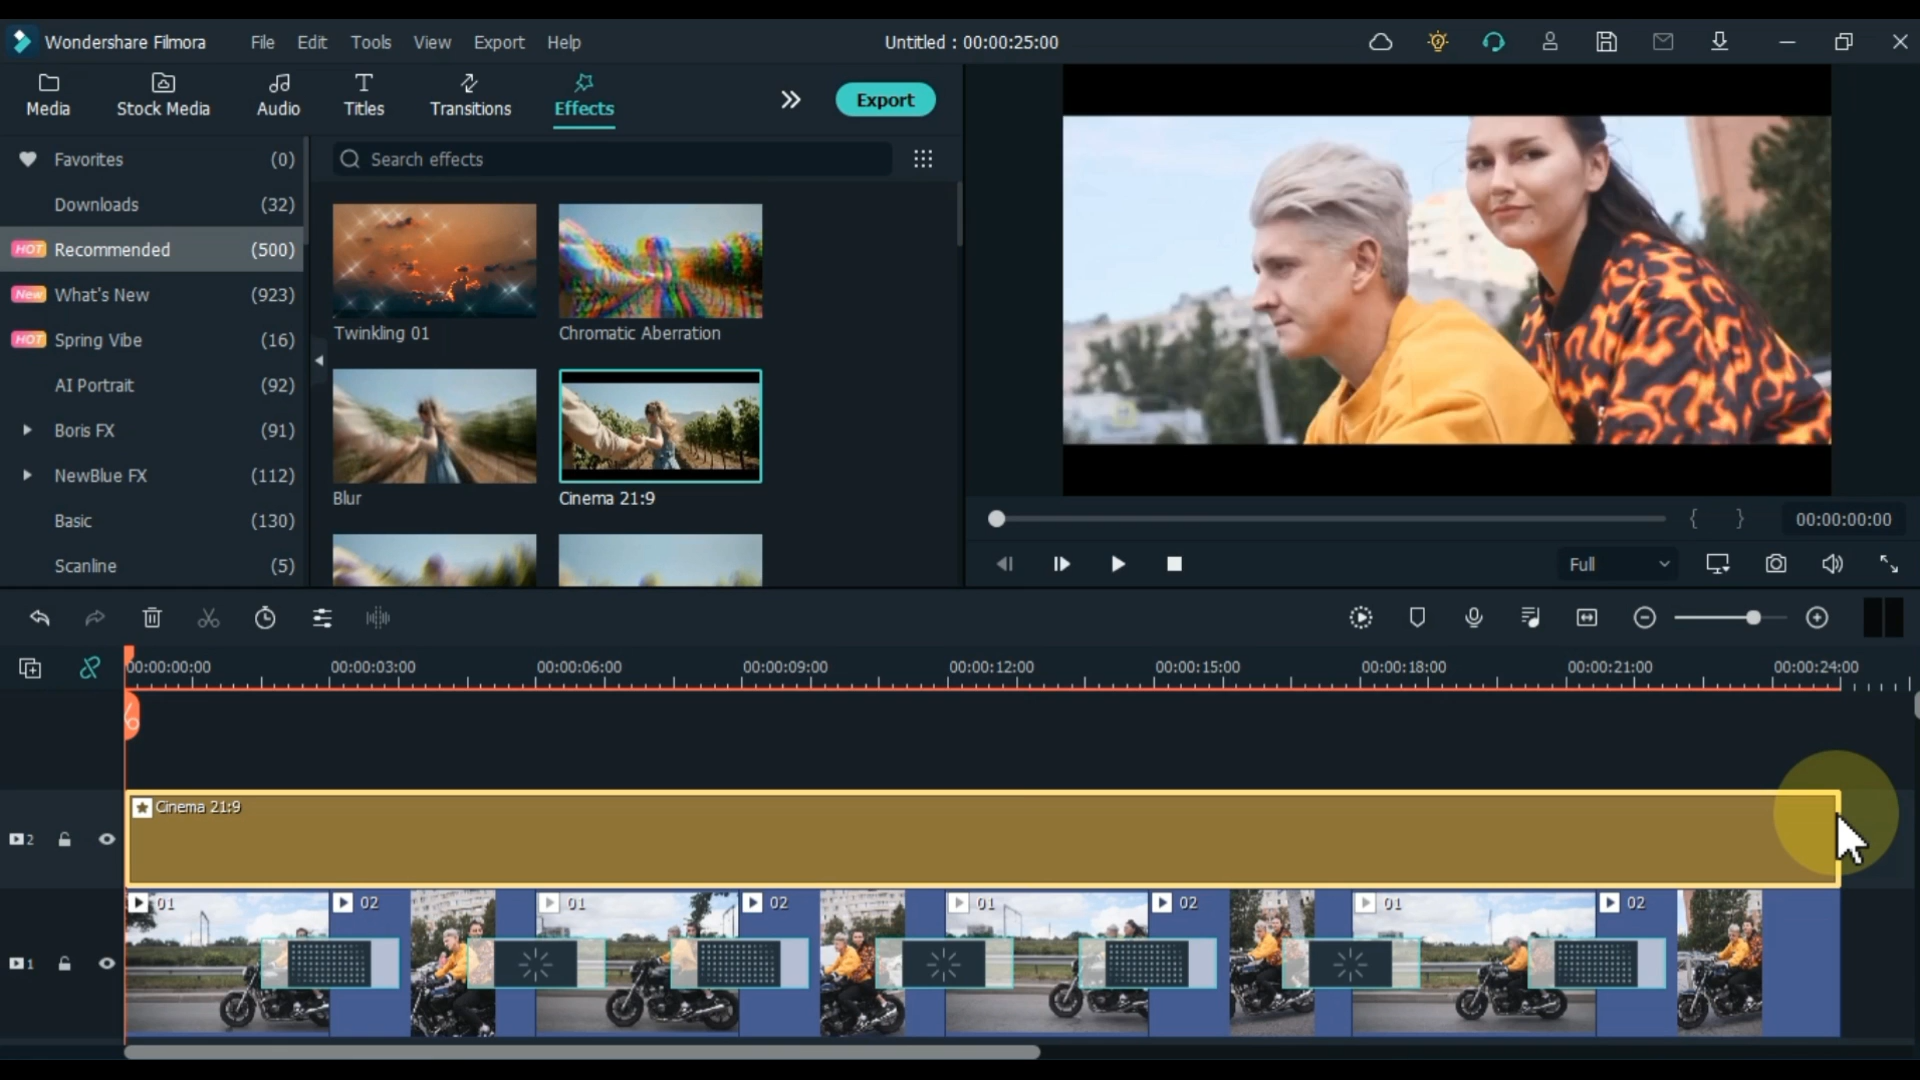 Wondershare Filmora File Edit Tools View Export Help Untitled : 00:00:25:00
Media Stock Media Audio Titles Transitions Effects Export
Favorites (0)
Search effects
Downloads (32)
HOT Recommended (500)
New What's New (923)
HOT Spring Vibe (16)
AI Portrait (92)
Boris FX (91)
NewBlue FX (112)
Basic (130)
Scanline (5)
Twinkling 01 Chromatic Aberration
Blur Cinema 21:9
00:00:00:00
Full
00:00:00:00 00:00:03:00 00:00:06:00 00:00:09:00 00:00:12:00 00:00:15:00 00:00:18:00 00:00:21:00 00:00:24:00
Cinema 21:9
2
01 02 01 02 01 02 01 02
1